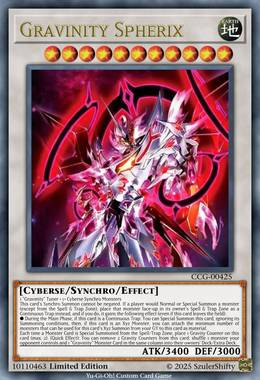 GRAVINITY SPHERIX
EARTH
地
CCG-00425
[CYBERSE/SYNCHRO/EFFECT]
1 "Gravinity" Tuner + 1+ Cyberse Synchro Monsters
This card's Synchro Summon cannot be negated. If a player would Normal or Special Summon a monster
(except from the Spell & Trap Zone), place that monster face-up in its owner's Spell & Trap Zone as a
Continuous Trap instead, and if you do, it gains the following effect (even if this card leaves the field):
● During the Main Phase, if this card is a Continuous Trap: You can Special Summon this card, ignoring its
Summoning conditions, then, if this card is an Xyz Monster, you can attach the minimum number of
monsters that can be used for this card's Xyz Summon from your GY to this card as material.
Each time a Monster Card is Special Summoned from the Spell & Trap Zone: place 1 Gravity Counter on this
card
(Quick Effect): You can remove 2 Gravity Counters from this card; shuffle 1 monster your
opponent controls and 1 "Gravinity" Monster Card in the same column into their owners' Deck/Extra Deck.
ATK/3400 DEF/3000
10110463 Limited Edition
© 2025 SzulerShifty
Yu-Gi-Oh! Custom Card Game